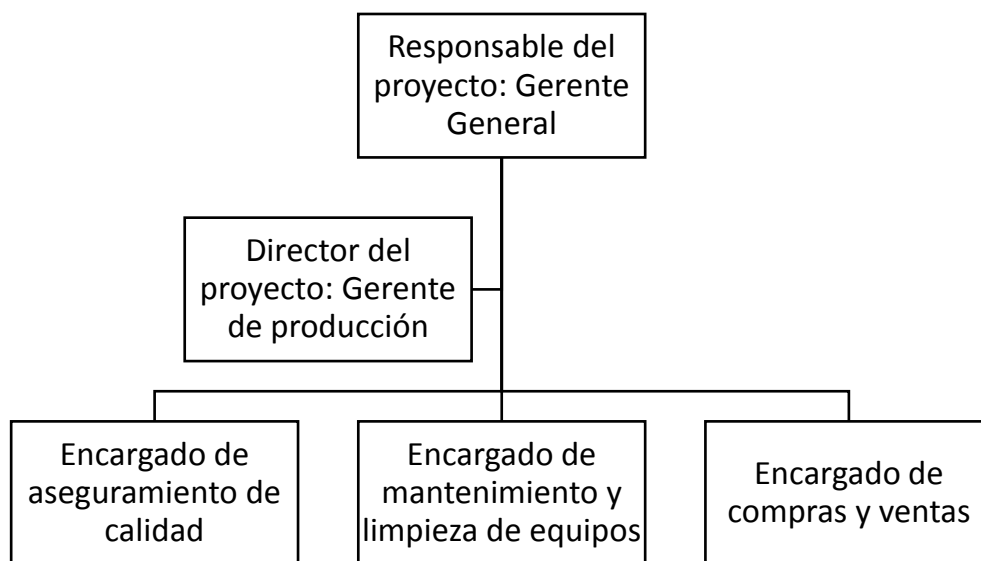 Responsable del
proyecto: Gerente
General
Director del
proyecto: Gerente
de producción
Encargado de
aseguramiento de
calidad
Encargado de
mantenimiento y
limpieza de equipos
Encargado de
compras y ventas